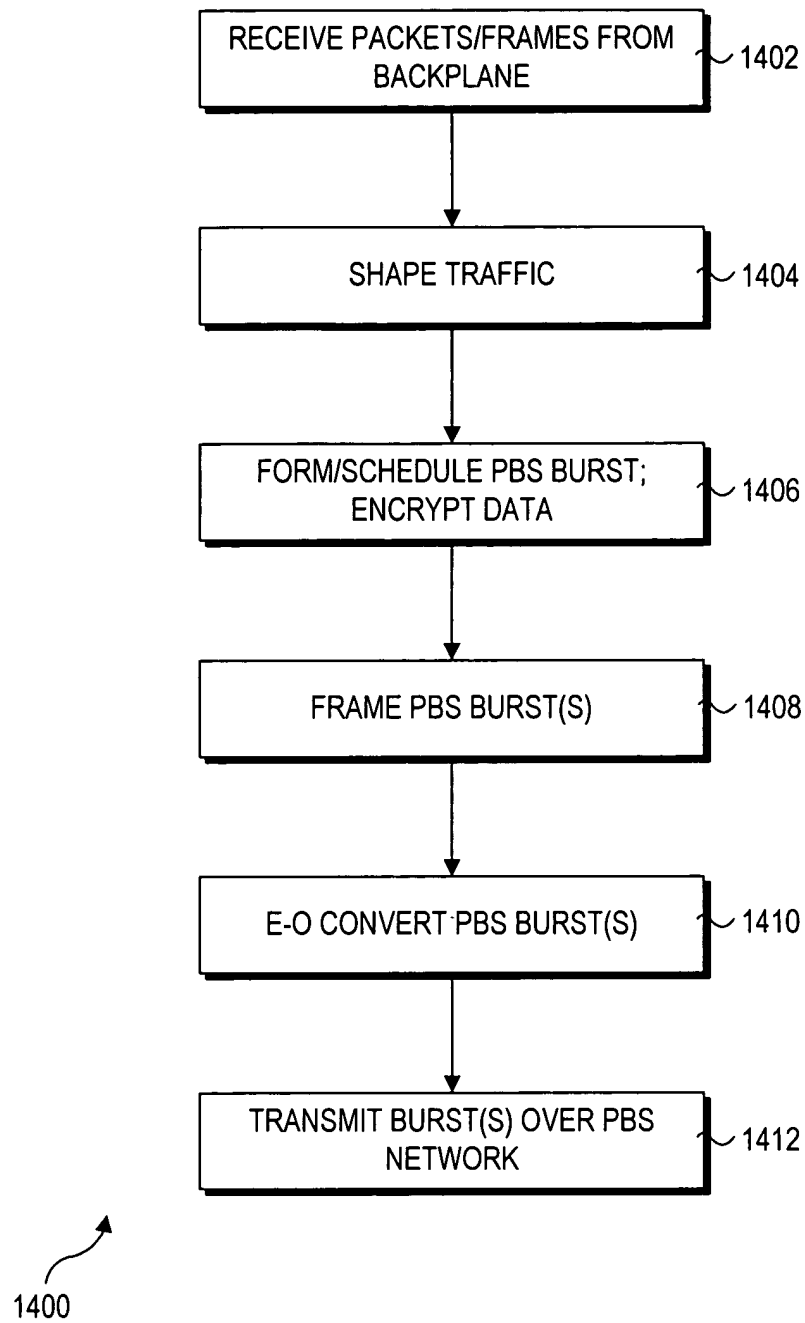 RECEIVE PACKETS/FRAMES FROM
BACKPLANE
1402
SHAPE TRAFFIC
1404
FORM/SCHEDULE PBS BURST;
ENCRYPT DATA
1406
FRAME PBS BURST(S)
1408
E-O CONVERT PBS BURST(S)
1410
TRANSMIT BURST(S) OVER PBS
NETWORK
1412
1400